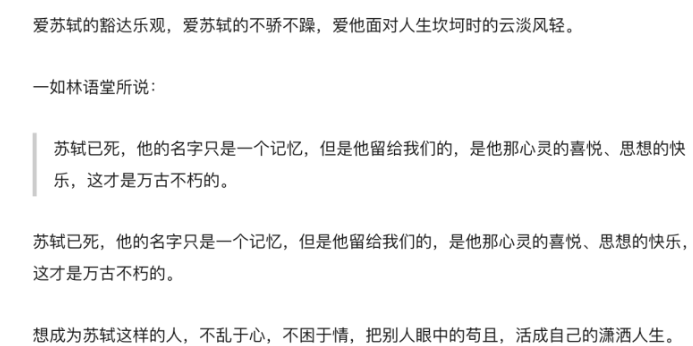 爱苏轼的豁达乐观，爱苏轼的不骄不躁，爱他面对人生坎坷时的云淡风轻。
一如林语堂所说：
苏轼已死，他的名字只是一个记忆，但是他留给我们的，是他那心灵的喜悦、思想的快
乐，这才是万古不朽的。
苏轼已死，他的名字只是一个记忆，但是他留给我们的，是他那心灵的喜悦、思想的快乐，
这才是万古不朽的。
想成为苏轼这样的人，不乱于心，不困于情，把别人眼中的苟且，活成自己的潇洒人生。